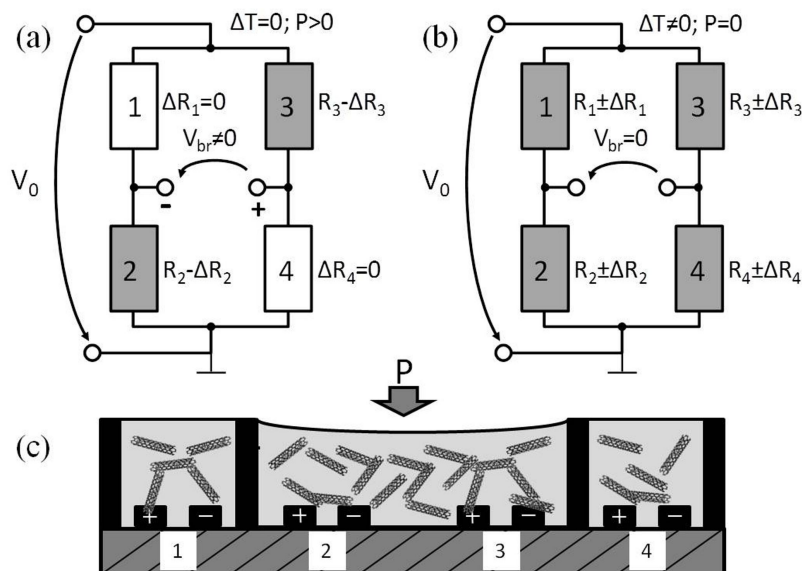 (a)
ΔT=0; P>0
1
ΔR₁=0
3
R₃-ΔR₃
V_br≠0
V₀
-
+
2
R₂-ΔR₂
4
ΔR₄=0
(b)
ΔT≠0; P=0
1
R₁±ΔR₁
3
R₃±ΔR₃
V_br=0
V₀
2
R₂±ΔR₂
4
R₄±ΔR₄
P
(c)
+ − + − + − + −
1 2 3 4